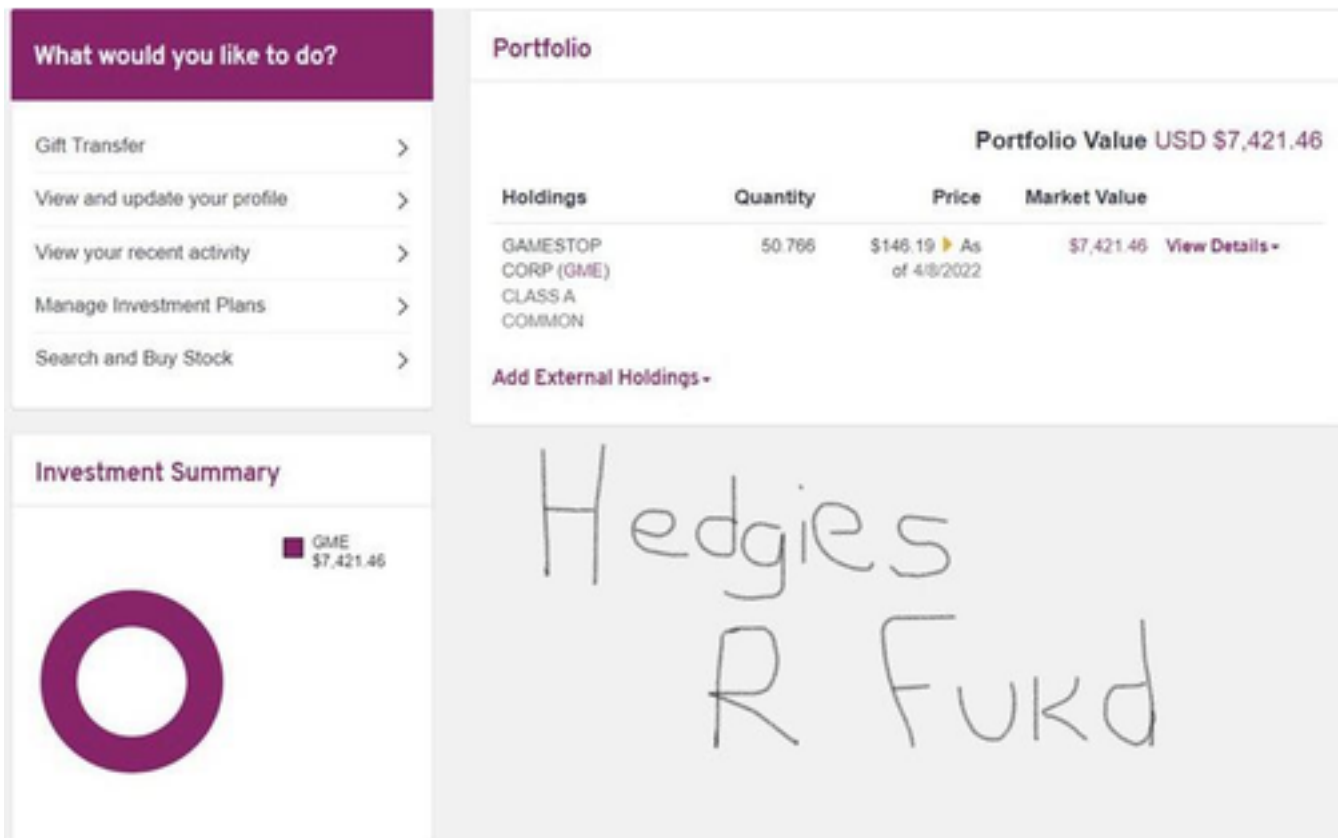 What would you like to do?
Gift Transfer
View and update your profile
View your recent activity
Manage Investment Plans
Search and Buy Stock
Portfolio
Portfolio Value USD $7,421.46
Holdings Quantity Price Market Value
GAMESTOP 50.766 $146.19 As $7,421.46 View Details
CORP (GME) of 4/8/2022
CLASS A
COMMON
Add External Holdings
Investment Summary
GME
$7,421.46
Hedgies
R Fukd